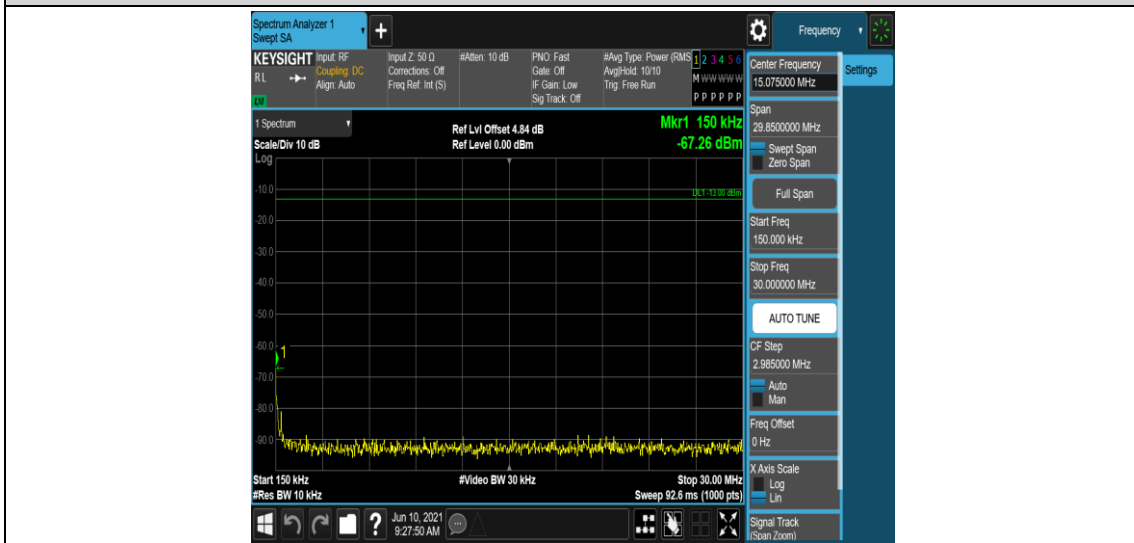 Spectrum Analyzer 1
Swept SA
Frequency
KEYSIGHT
RL
LXI
Input: RF
Coupling: DC
Align: Auto
Input Z: 50 Ω
Corrections: Off
Freq Ref: Int (S)
#Atten: 10 dB
PNO: Fast
Gate: Off
IF Gain: Low
Sig Track: Off
#Avg Type: Power (RMS
Avg|Hold: 10/10
Trig: Free Run
1 2 3 4 5 6
M W W W W W
P P P P P P
1 Spectrum
Scale/Div 10 dB
Ref Lvl Offset 4.84 dB
Ref Level 0.00 dBm
Mkr1 150 kHz
-67.26 dBm
Log
DL1 -13.00 dBm
-10.0
-20.0
-30.0
-40.0
-50.0
-60.0
1
-70.0
-80.0
-90.0
Start 150 kHz
#Video BW 30 kHz
Stop 30.00 MHz
#Res BW 10 kHz
Sweep 92.6 ms (1000 pts)
Jun 10, 2021
9:27:50 AM
Center Frequency
15.075000 MHz
Settings
Span
29.8500000 MHz
Swept Span
Zero Span
Full Span
Start Freq
150.000 kHz
Stop Freq
30.000000 MHz
AUTO TUNE
CF Step
2.985000 MHz
Auto
Man
Freq Offset
0 Hz
X Axis Scale
Log
Lin
Signal Track
(Span Zoom)